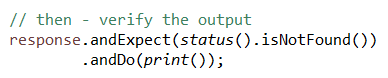 // then - verify the output
response.andExpect(status().isNotFound())
        .andDo(print());